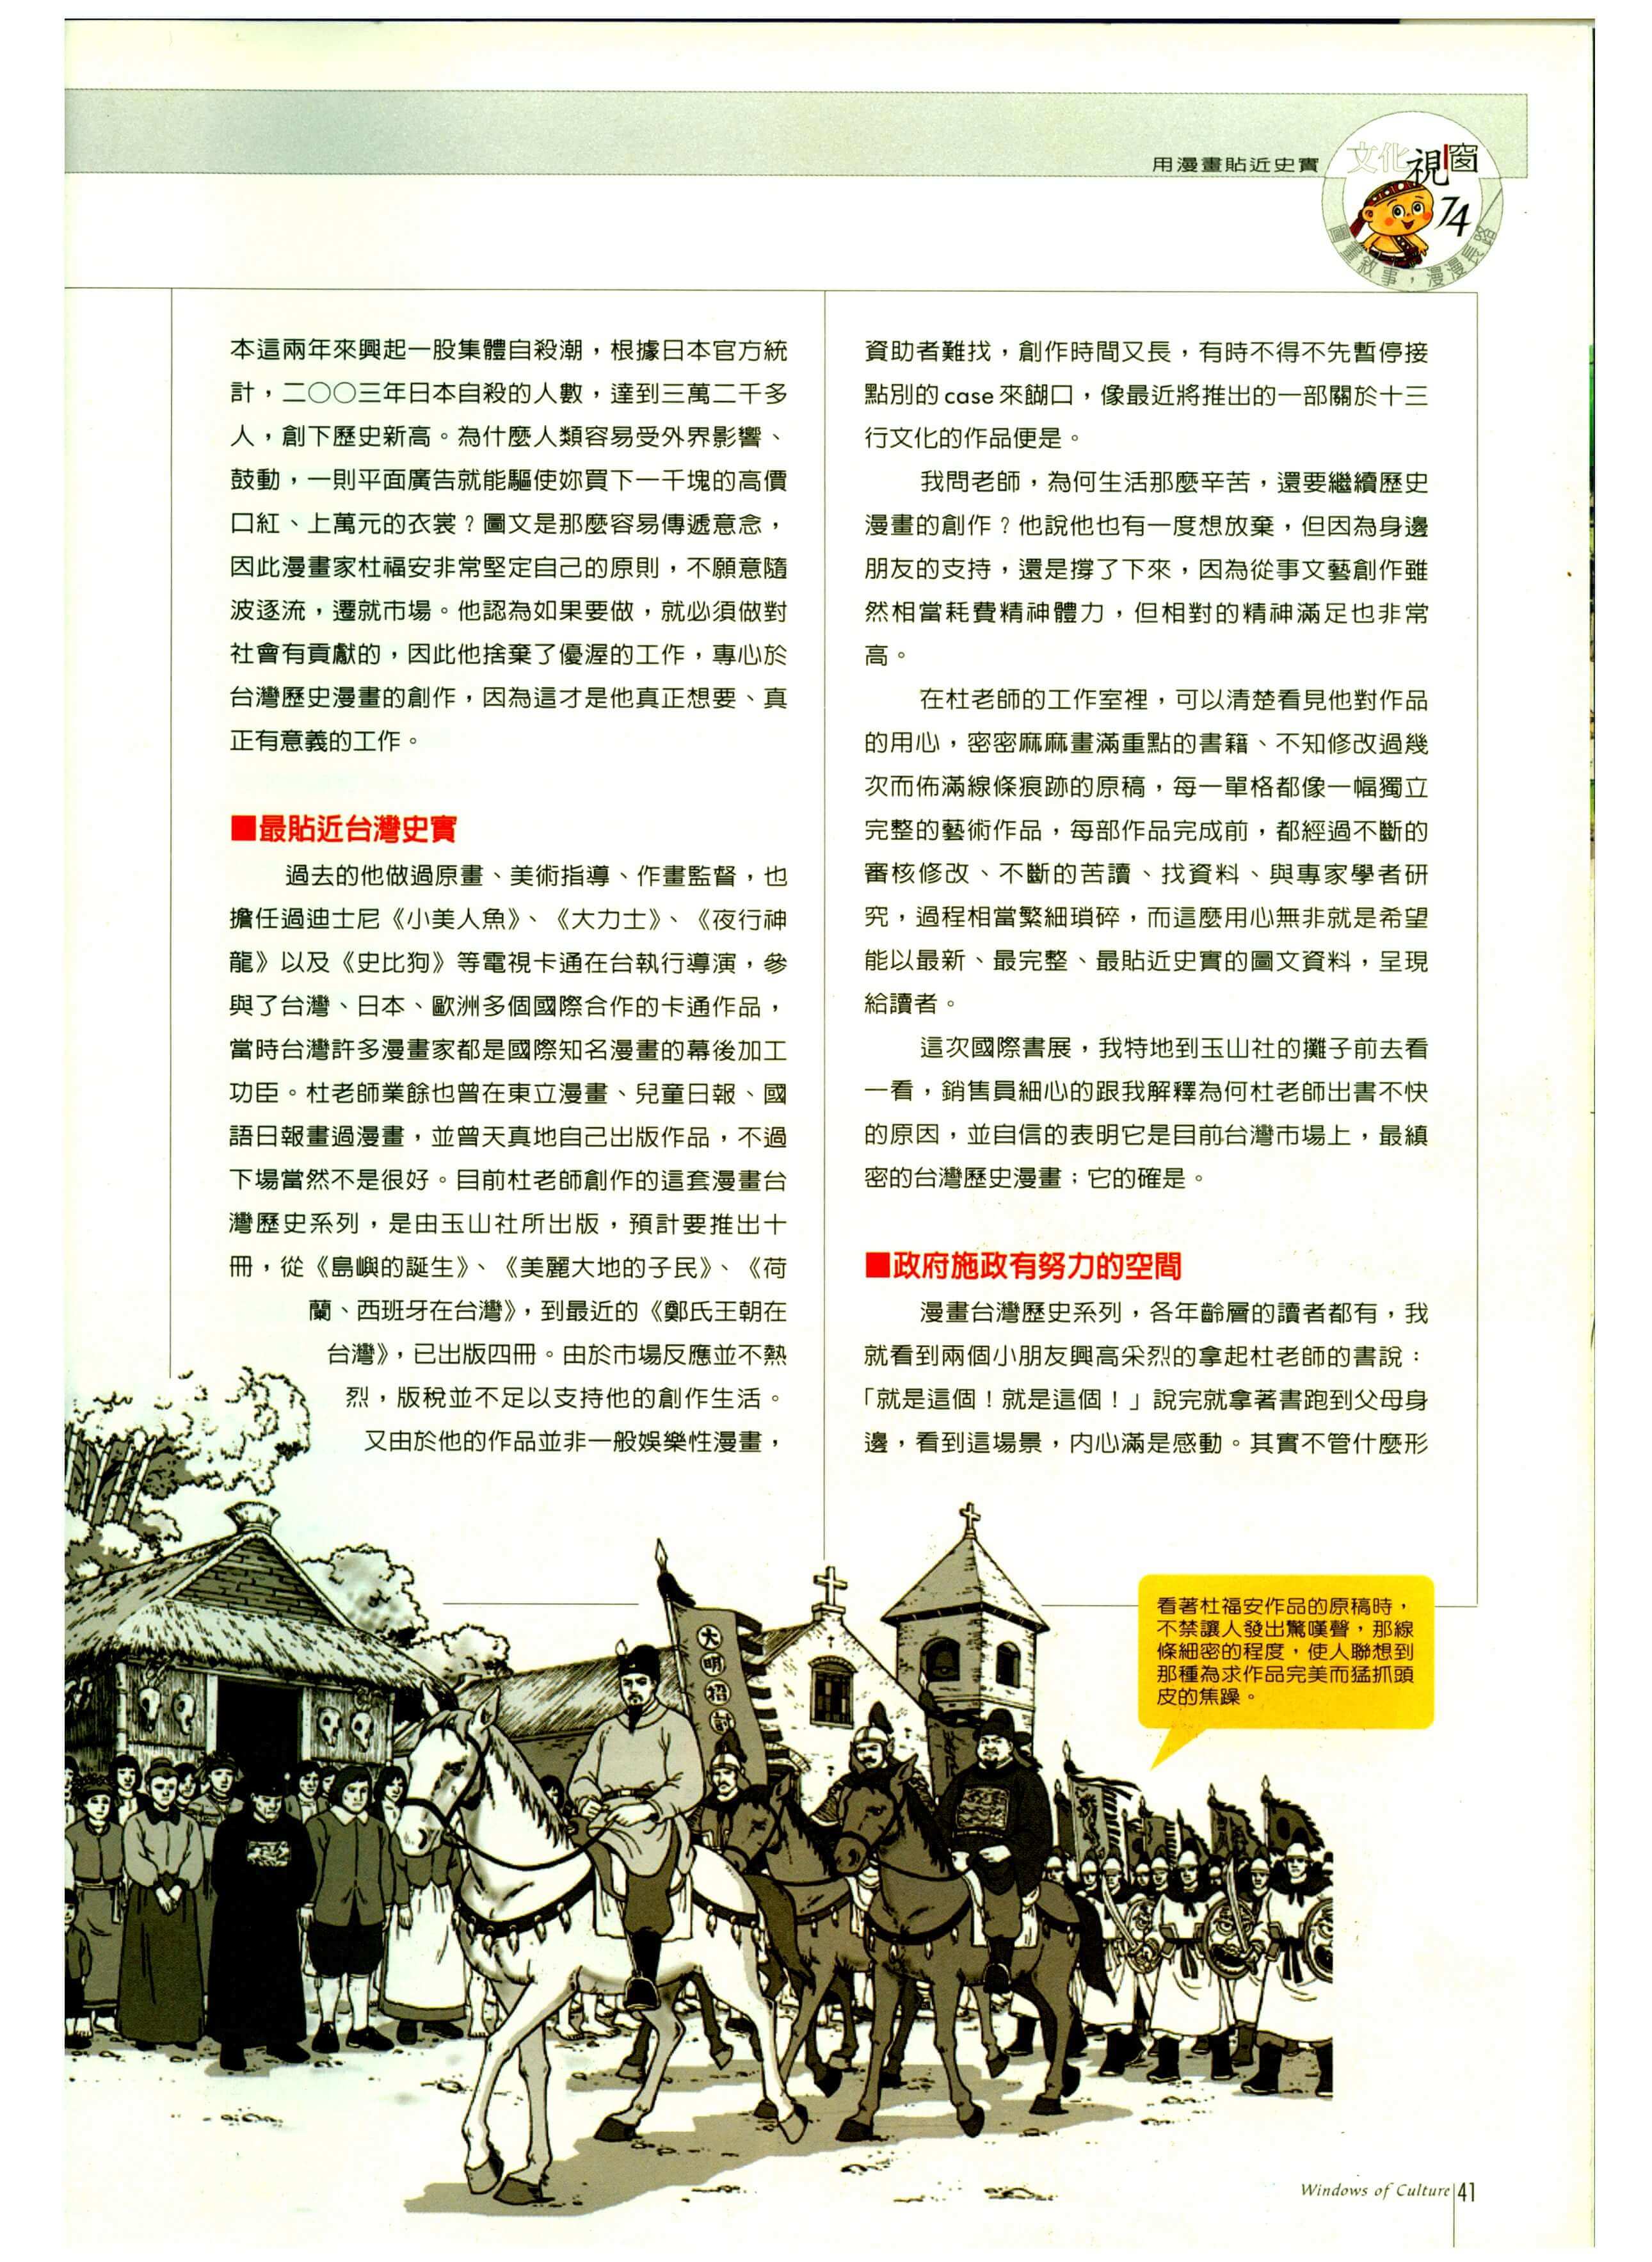 用漫畫貼近史實
文化視窗
74
圖畫敘事，漫漫長路
本這兩年來興起一股集體自殺潮，根據日本官方統
計，二〇〇三年日本自殺的人數，達到三萬二千多
人，創下歷史新高。為什麼人類容易受外界影響、
鼓動，一則平面廣告就能驅使妳買下一千塊的高價
口紅、上萬元的衣裳？圖文是那麼容易傳遞意念，
因此漫畫家杜福安非常堅定自己的原則，不願意隨
波逐流，遷就市場。他認為如果要做，就必須做對
社會有貢獻的，因此他捨棄了優渥的工作，專心於
台灣歷史漫畫的創作，因為這才是他真正想要、真
正有意義的工作。
■最貼近台灣史實
過去的他做過原畫、美術指導、作畫監督，也
擔任過迪士尼《小美人魚》、《大力士》、《夜行神
龍》以及《史比狗》等電視卡通在台執行導演，參
與了台灣、日本、歐洲多個國際合作的卡通作品，
當時台灣許多漫畫家都是國際知名漫畫的幕後加工
功臣。杜老師業餘也曾在東立漫畫、兒童日報、國
語日報畫過漫畫，並曾天真地自己出版作品，不過
下場當然不是很好。目前杜老師創作的這套漫畫台
灣歷史系列，是由玉山社所出版，預計要推出十
冊，從《島嶼的誕生》、《美麗大地的子民》、《荷
蘭、西班牙在台灣》，到最近的《鄭氏王朝在
台灣》，已出版四冊。由於市場反應並不熱
烈，版稅並不足以支持他的創作生活。
又由於他的作品並非一般娛樂性漫畫，
資助者難找，創作時間又長，有時不得不先暫停接
點別的case來餬口，像最近將推出的一部關於十三
行文化的作品便是。
我問老師，為何生活那麼辛苦，還要繼續歷史
漫畫的創作？他說他也有一度想放棄，但因為身邊
朋友的支持，還是撐了下來，因為從事文藝創作雖
然相當耗費精神體力，但相對的精神滿足也非常
高。
在杜老師的工作室裡，可以清楚看見他對作品
的用心，密密麻麻畫滿重點的書籍、不知修改過幾
次而佈滿線條痕跡的原稿，每一單格都像一幅獨立
完整的藝術作品，每部作品完成前，都經過不斷的
審核修改、不斷的苦讀、找資料、與專家學者研
究，過程相當繁細瑣碎，而這麼用心無非就是希望
能以最新、最完整、最貼近史實的圖文資料，呈現
給讀者。
這次國際書展，我特地到玉山社的攤子前去看
一看，銷售員細心的跟我解釋為何杜老師出書不快
的原因，並自信的表明它是目前台灣市場上，最縝
密的台灣歷史漫畫；它的確是。
■政府施政有努力的空間
漫畫台灣歷史系列，各年齡層的讀者都有，我
就看到兩個小朋友興高采烈的拿起杜老師的書說：
「就是這個！就是這個！」說完就拿著書跑到父母身
邊，看到這場景，內心滿是感動。其實不管什麼形
大明招討
看著杜福安作品的原稿時，
不禁讓人發出驚嘆聲，那線
條細密的程度，使人聯想到
那種為求作品完美而猛抓頭
皮的焦躁。
Windows of Culture 41